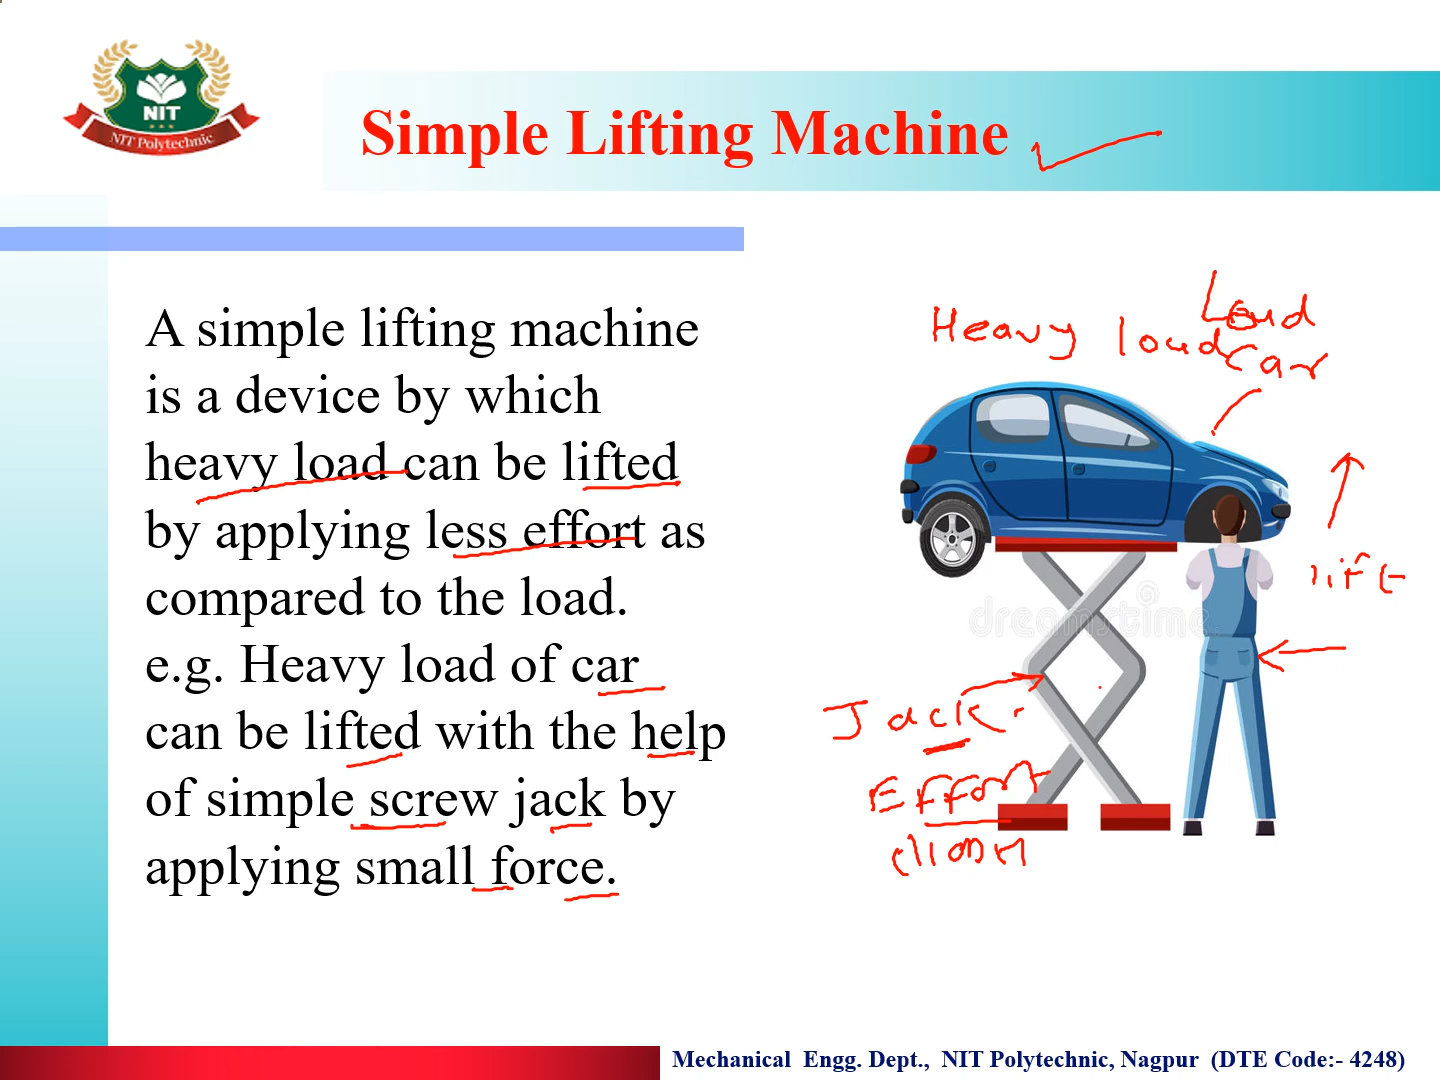 NIT
NIT Polytechnic
Simple Lifting Machine
A simple lifting machine
is a device by which
heavy load can be lifted
by applying less effort as
compared to the load.
e.g. Heavy load of car
can be lifted with the help
of simple screw jack by
applying small force.
Load
Heavy load car
lift
dreamstime.
Jack
Effort
Mechanical Engg. Dept., NIT Polytechnic, Nagpur (DTE Code:- 4248)